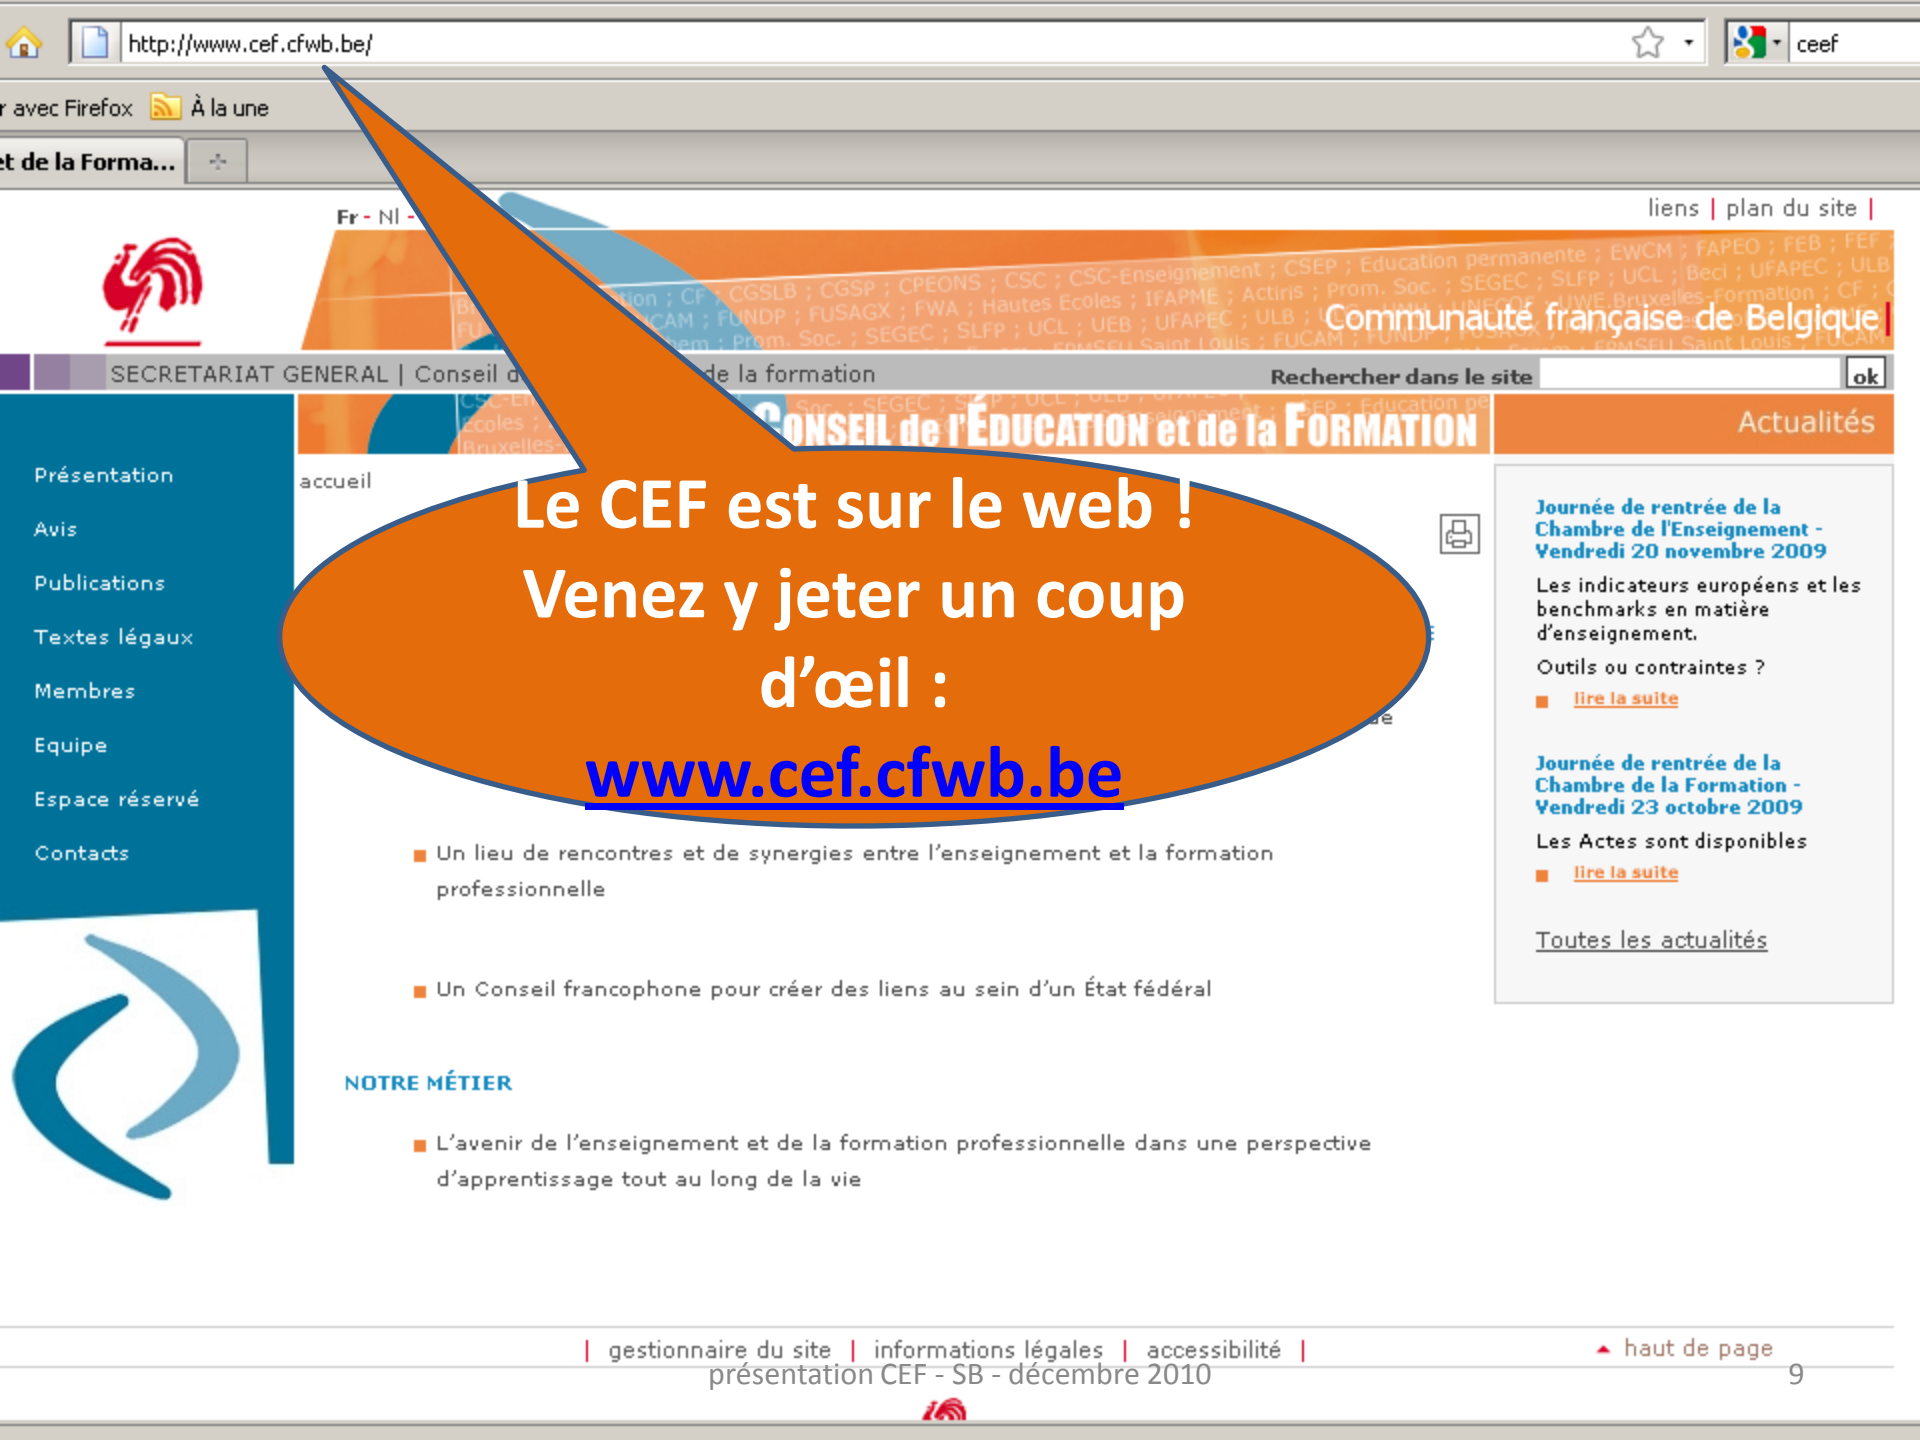 http://www.cef.cfwb.be/
ceef
avec Firefox À la une
et de la Forma...
Fr - Nl -
liens | plan du site |
Communauté française de Belgique
SECRETARIAT GENERAL | Conseil de la formation
Rechercher dans le site ok
CONSEIL de l'ÉDUCATION et de la FORMATION
Actualités
Présentation
Avis
Publications
Textes légaux
Membres
Equipe
Espace réservé
Contacts
accueil
Le CEF est sur le web !
Venez y jeter un coup
d’œil :
www.cef.cfwb.be
Un lieu de rencontres et de synergies entre l’enseignement et la formation
professionnelle
Un Conseil francophone pour créer des liens au sein d’un État fédéral
NOTRE MÉTIER
L’avenir de l’enseignement et de la formation professionnelle dans une perspective
d’apprentissage tout au long de la vie
Journée de rentrée de la
Chambre de l'Enseignement -
Vendredi 20 novembre 2009
Les indicateurs européens et les
benchmarks en matière
d’enseignement.
Outils ou contraintes ?
lire la suite
Journée de rentrée de la
Chambre de la Formation -
Vendredi 23 octobre 2009
Les Actes sont disponibles
lire la suite
Toutes les actualités
| gestionnaire du site | informations légales | accessibilité |
haut de page
présentation CEF - SB - décembre 2010
9